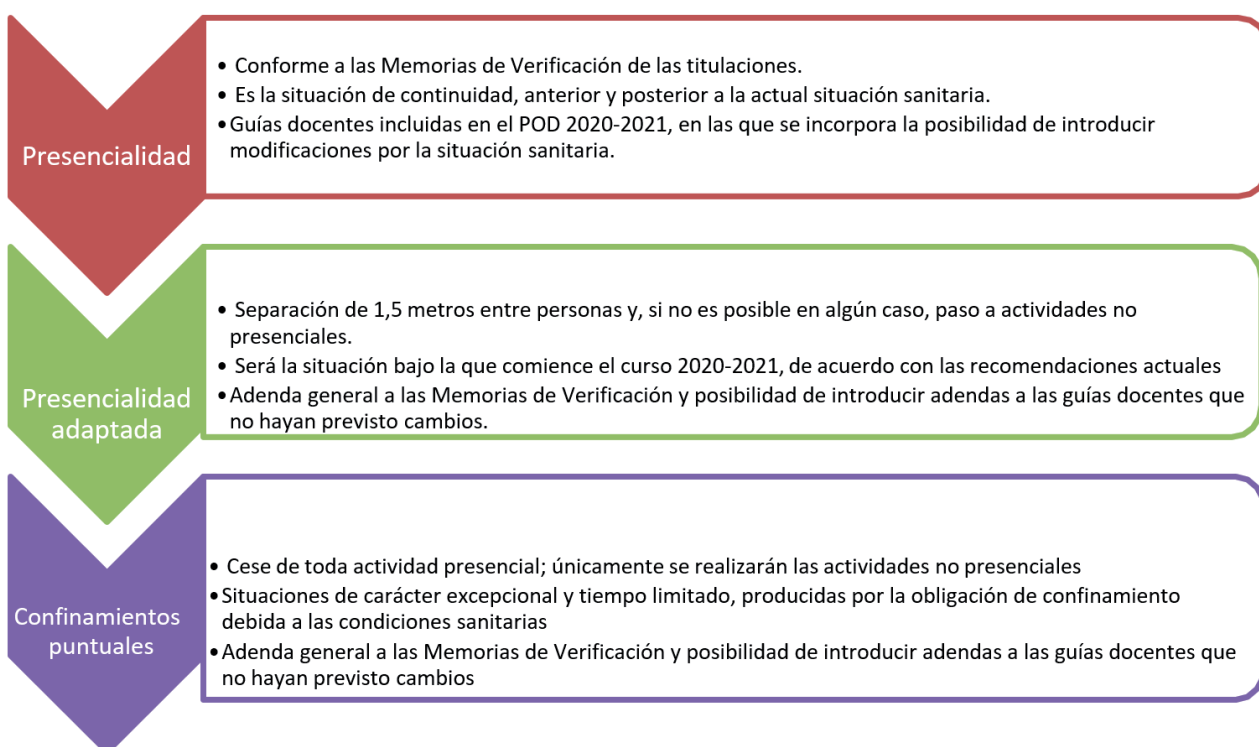 Presencialidad
• Conforme a las Memorias de Verificación de las titulaciones.
• Es la situación de continuidad, anterior y posterior a la actual situación sanitaria.
•Guías docentes incluidas en el POD 2020-2021, en las que se incorpora la posibilidad de introducir
modificaciones por la situación sanitaria.
Presencialidad
adaptada
• Separación de 1,5 metros entre personas y, si no es posible en algún caso, paso a actividades no
presenciales.
• Será la situación bajo la que comience el curso 2020-2021, de acuerdo con las recomendaciones actuales
•Adenda general a las Memorias de Verificación y posibilidad de introducir adendas a las guías docentes que
no hayan previsto cambios.
Confinamientos
puntuales
• Cese de toda actividad presencial; únicamente se realizarán las actividades no presenciales
•Situaciones de carácter excepcional y tiempo limitado, producidas por la obligación de confinamiento
debida a las condiciones sanitarias
•Adenda general a las Memorias de Verificación y posibilidad de introducir adendas a las guías docentes que
no hayan previsto cambios